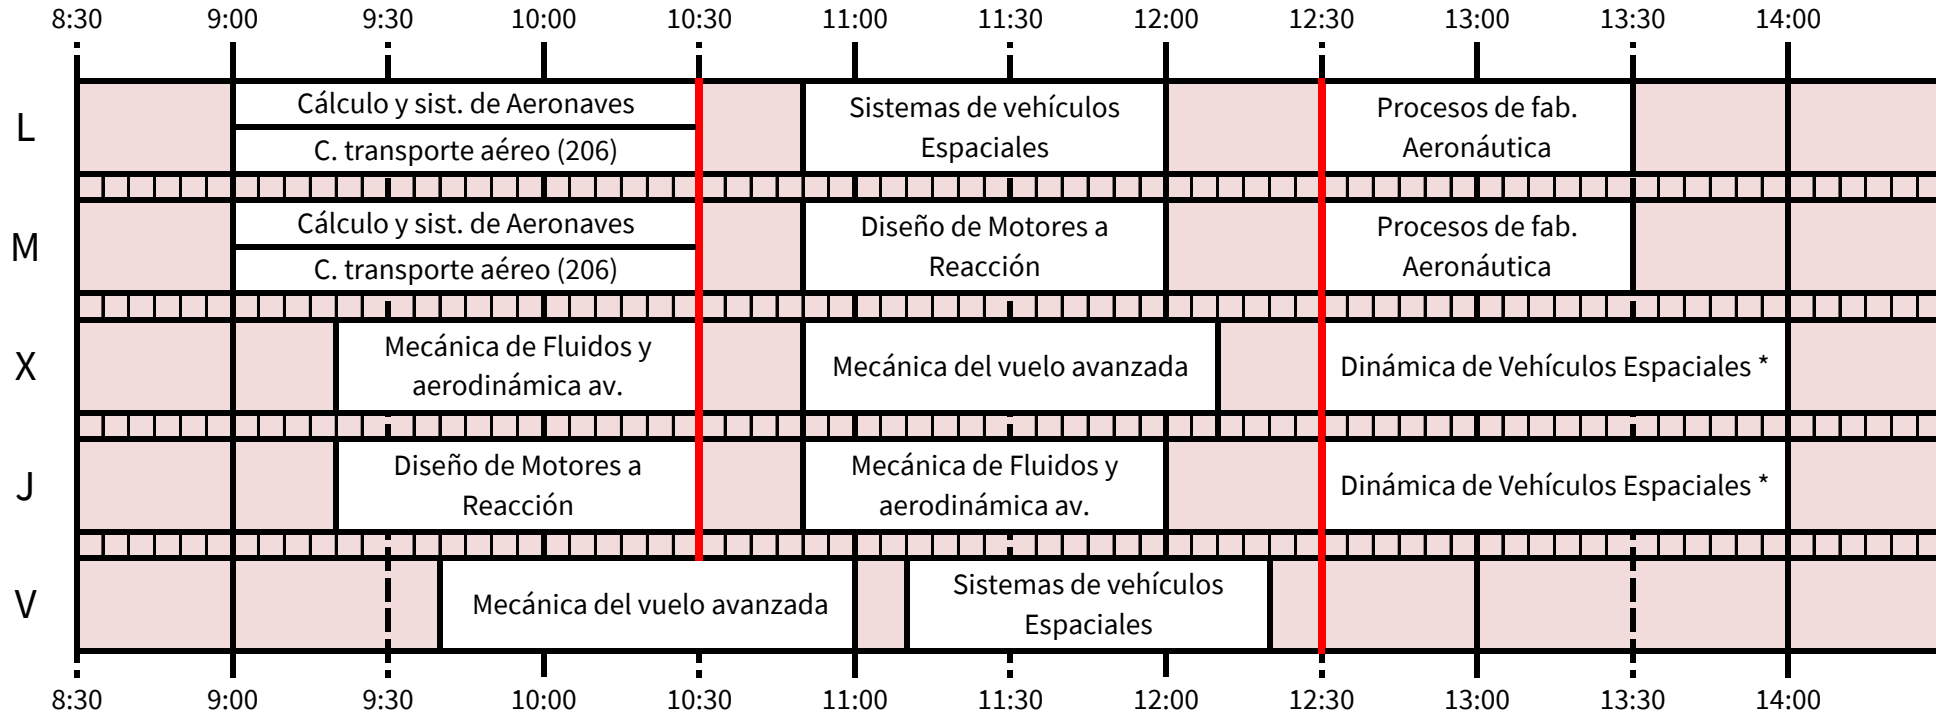 8:30 9:00 9:30 10:00 10:30 11:00 11:30 12:00 12:30 13:00 13:30 14:00
L
Cálculo y sist. de Aeronaves
C. transporte aéreo (206)
Sistemas de vehículos
Espaciales
Procesos de fab.
Aeronáutica
M
Cálculo y sist. de Aeronaves
C. transporte aéreo (206)
Diseño de Motores a
Reacción
Procesos de fab.
Aeronáutica
X
Mecánica de Fluidos y
aerodinámica av.
Mecánica del vuelo avanzada
Dinámica de Vehículos Espaciales *
J
Diseño de Motores a
Reacción
Mecánica de Fluidos y
aerodinámica av.
Dinámica de Vehículos Espaciales *
V
Mecánica del vuelo avanzada
Sistemas de vehículos
Espaciales
8:30 9:00 9:30 10:00 10:30 11:00 11:30 12:00 12:30 13:00 13:30 14:00